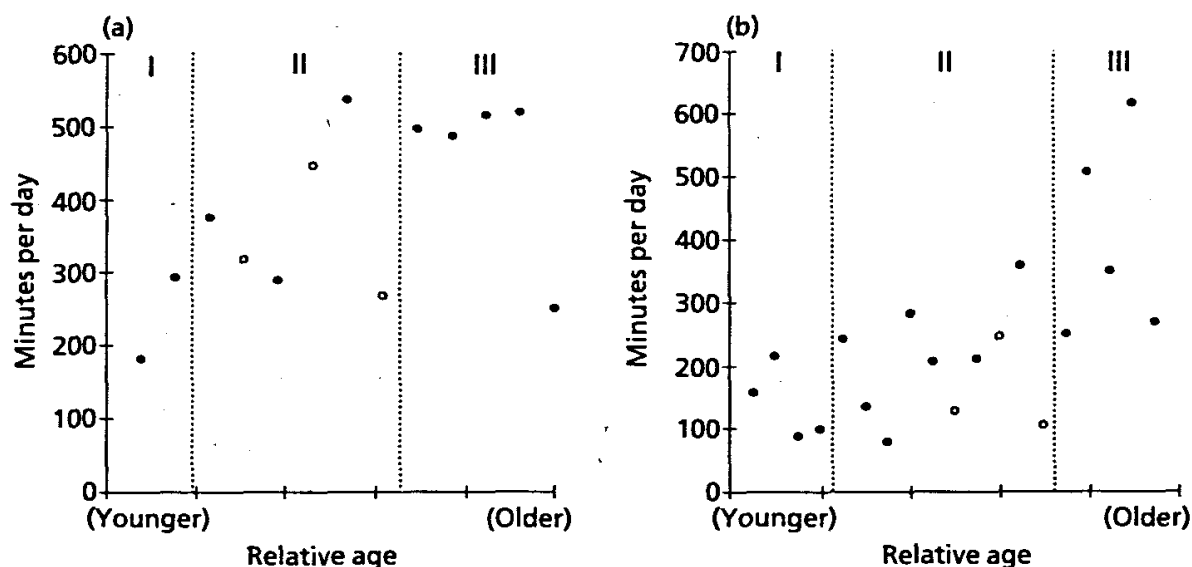 (a)
600
500
400
300
200
100
0
I
II
III
Minutes per day
(Younger)
(Older)
Relative age
(b)
700
600
500
400
300
200
100
0
I
II
III
Minutes per day
(Younger)
(Older)
Relative age